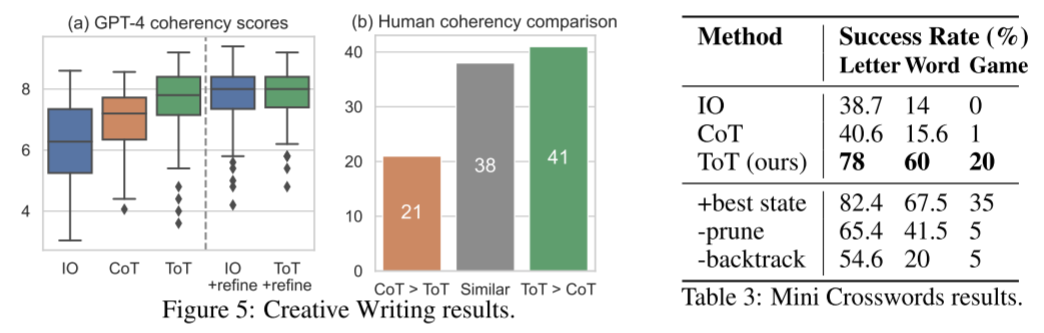 (a) GPT-4 coherency scores
8
6
4
IO CoT ToT IO ToT
+refine +refine
(b) Human coherency comparison
40
30
20
10
0
21
38
41
CoT > ToT Similar ToT > CoT
Figure 5: Creative Writing results.
Method Success Rate (%)
Letter Word Game
IO 38.7 14 0
CoT 40.6 15.6 1
ToT (ours) 78 60 20
+best state 82.4 67.5 35
-prune 65.4 41.5 5
-backtrack 54.6 20 5
Table 3: Mini Crosswords results.